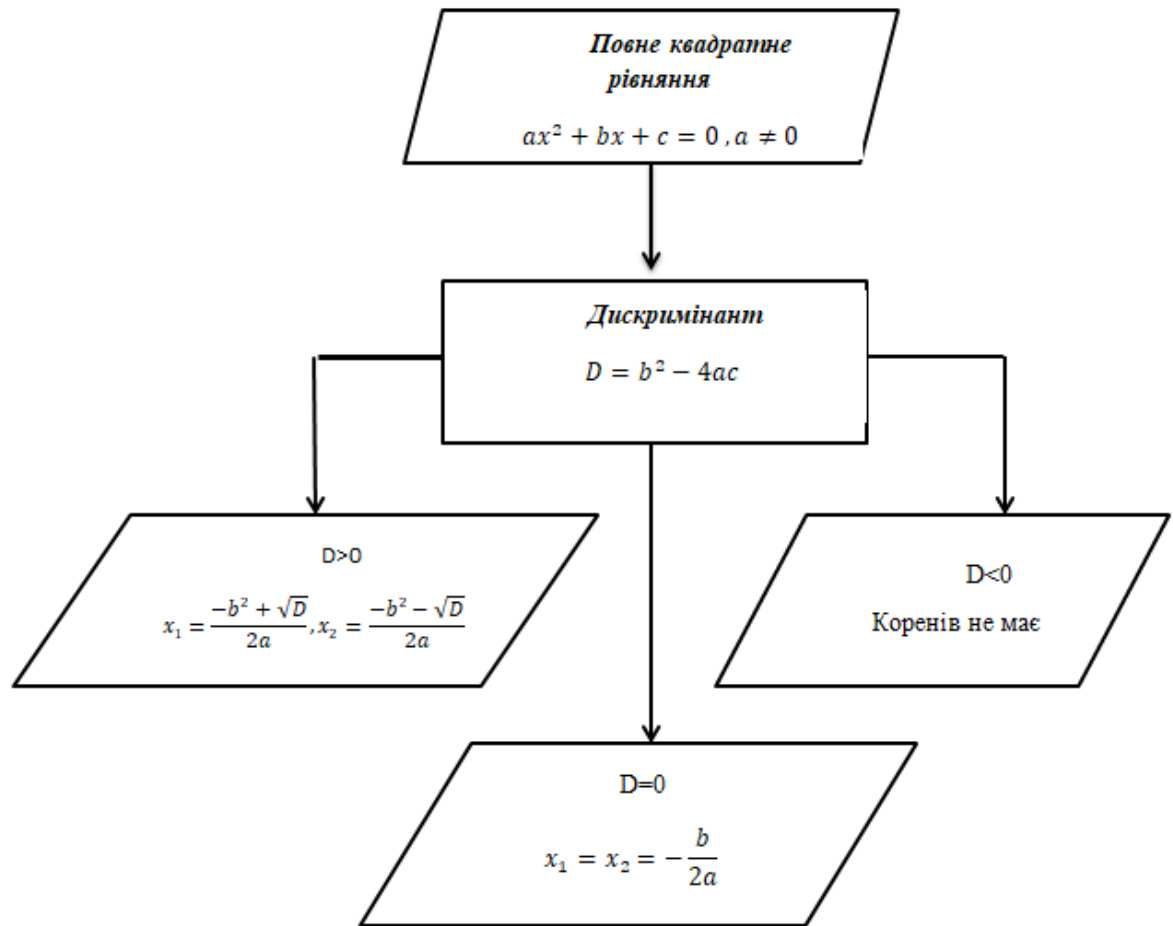 Повне квадратне
рівняння
ax² + bx + c = 0 , a ≠ 0
Дискримінант
D = b² − 4ac
D>0
x₁ = (−b² + √D)/2a, x₂ = (−b² − √D)/2a
D<0
Коренів не має
D=0
x₁ = x₂ = −b/2a